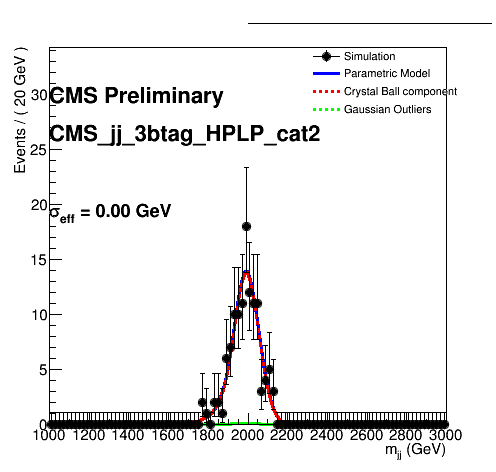 Simulation
Parametric Model
Crystal Ball component
Gaussian Outliers
CMS Preliminary
CMS_jj_3btag_HPLP_cat2
σeff = 0.00 GeV
Events / ( 20 GeV )
30
25
20
15
10
5
0
1000 1200 1400 1600 1800 2000 2200 2400 2600 2800 3000
mjj (GeV)